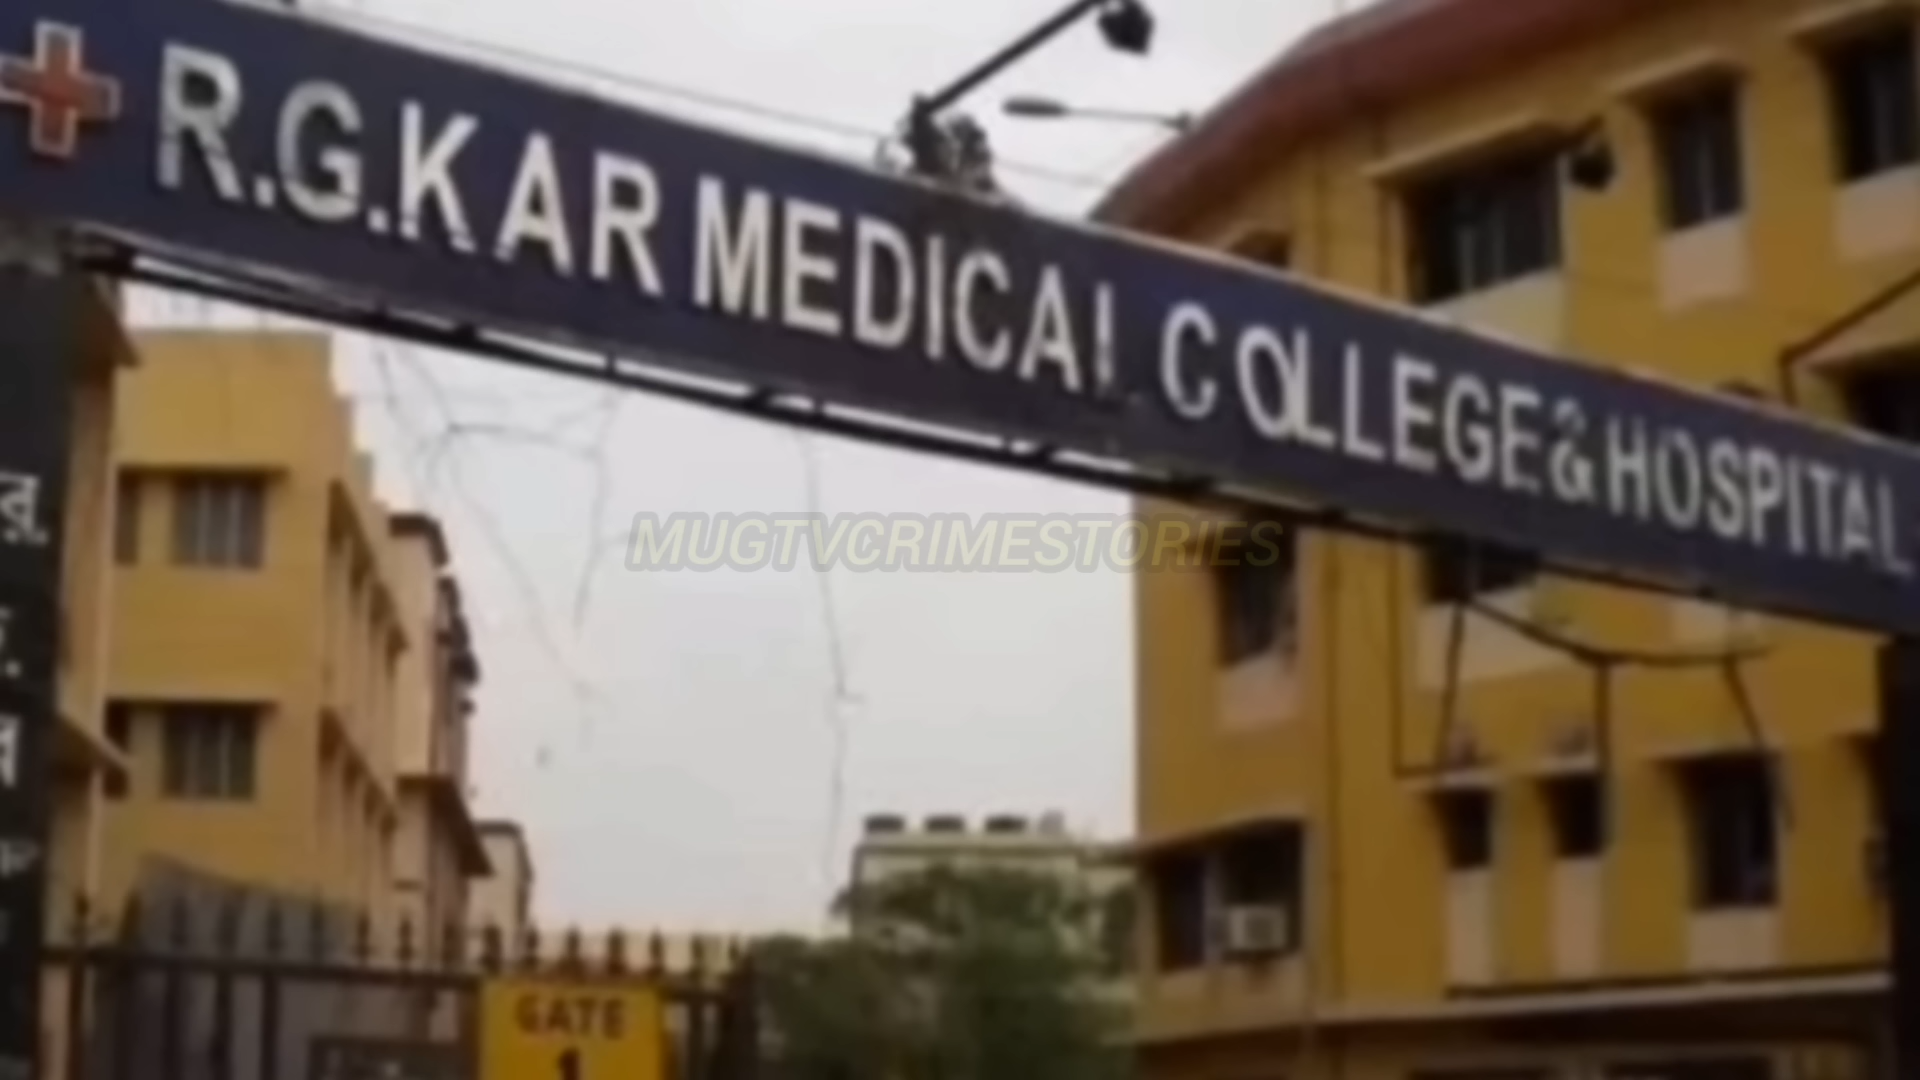 R.G.KAR MEDICAL COLLEGE & HOSPITAL
MUGTVCRIMESTORIES
GATE
1